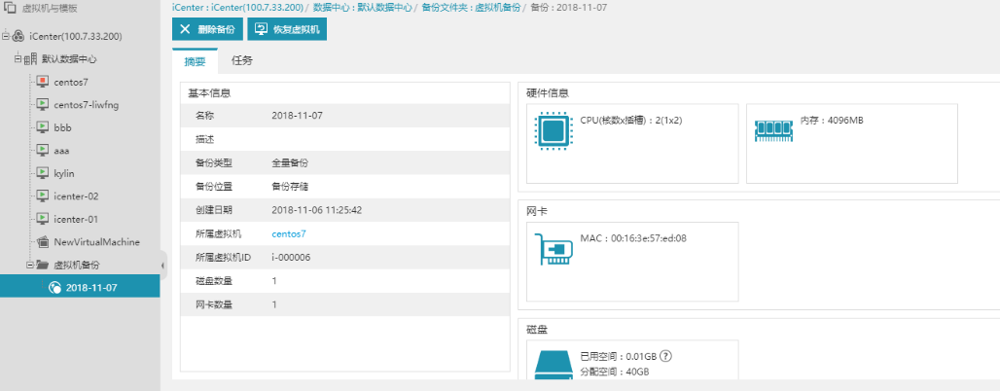 虚拟机与模板
iCenter(100.7.33.200)
默认数据中心
centos7
centos7-liwfng
bbb
aaa
kylin
icenter-02
icenter-01
NewVirtualMachine
虚拟机备份
2018-11-07
iCenter : iCenter(100.7.33.200) / 数据中心 : 默认数据中心 / 备份文件夹 : 虚拟机备份 / 备份 : 2018-11-07
删除备份 恢复虚拟机
摘要 任务
基本信息
名称 2018-11-07
描述
备份类型 全量备份
备份位置 备份存储
创建日期 2018-11-06 11:25:42
所属虚拟机 centos7
所属虚拟机ID i-000006
磁盘数量 1
网卡数量 1
硬件信息
CPU(核数x插槽) : 2(1x2)
内存 : 4096MB
网卡
MAC : 00:16:3e:57:ed:08
磁盘
已用空间 : 0.01GB ?
分配空间 : 40GB